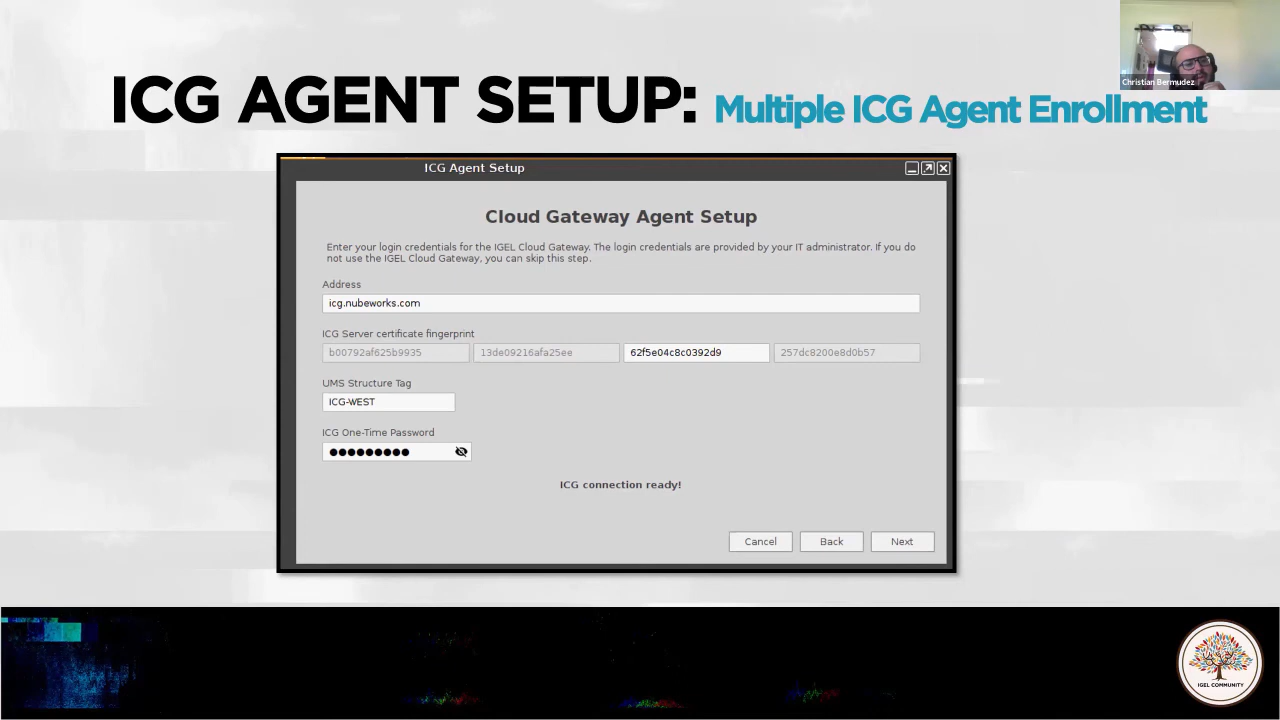 ICG AGENT SETUP: Multiple ICG Agent Enrollment
Christian Bermudez
ICG Agent Setup
Cloud Gateway Agent Setup
Enter your login credentials for the IGEL Cloud Gateway. The login credentials are provided by your IT administrator. If you do
not use the IGEL Cloud Gateway, you can skip this step.
Address
icg.nubeworks.com
ICG Server certificate fingerprint
b00792af625b9935 13de09216afa25ee 62f5e04c8c0392d9 257dc8200e8d0b57
UMS Structure Tag
ICG-WEST
ICG One-Time Password
●●●●●●●●●
ICG connection ready!
Cancel Back Next
IGEL COMMUNITY